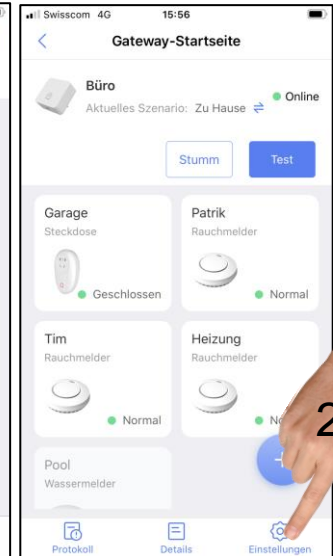 Swisscom 4G 15:56
Gateway-Startseite
Büro
Aktuelles Szenario: Zu Hause
Online
Stumm Test
Garage
Steckdose
Geschlossen
Patrik
Rauchmelder
Normal
Tim
Rauchmelder
Normal
Heizung
Rauchmelder
2
Pool
Wassermelder
Protokoll Details Einstellungen